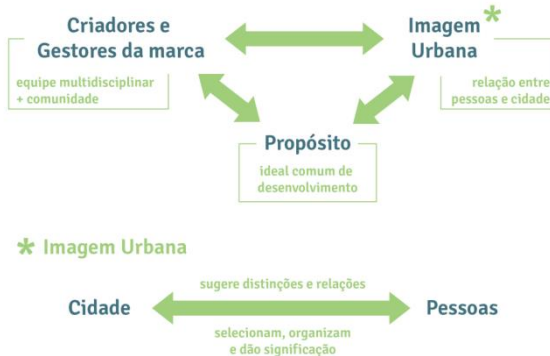 Criadores e
Gestores da marca
equipe multidisciplinar
+ comunidade
Imagem *
Urbana
relação entre
pessoas e cidade
Propósito
ideal comum de
desenvolvimento
* Imagem Urbana
sugere distinções e relações
Cidade
Pessoas
selecionam, organizam
e dão significação